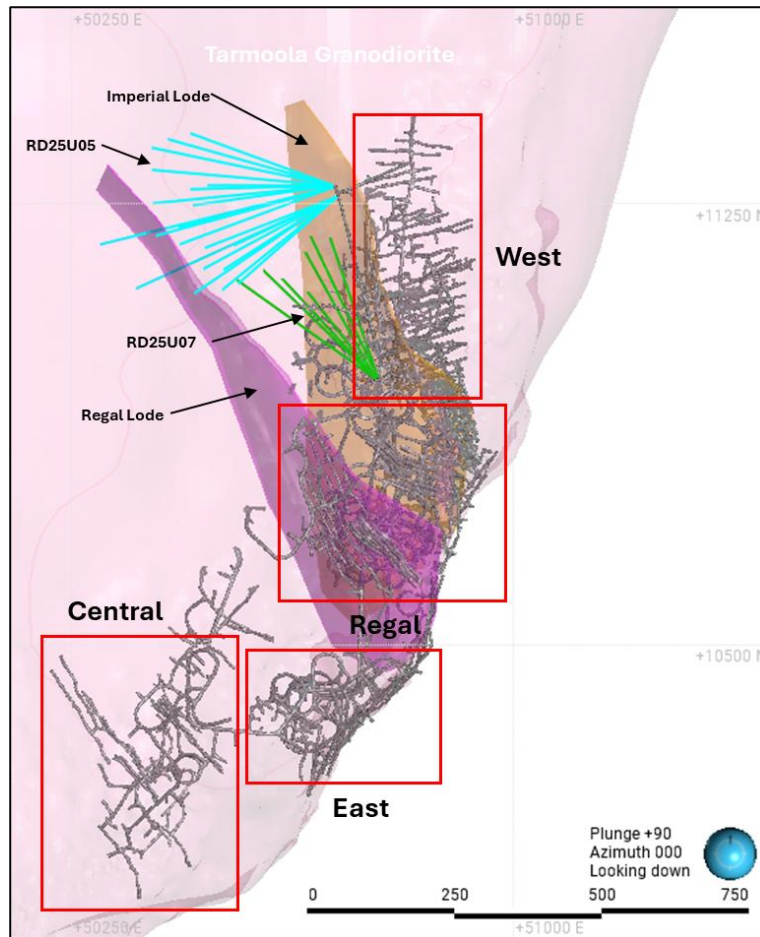 +50250 E
+51000 E
Tarmoola Granodiorite
Imperial Lode
RD25U05
+11250 N
West
RD25U07
Regal Lode
Central
Regal
+10500 N
East
Plunge +90
Azimuth 000
Looking down
0 250 500 750
+50250 E
+51000 E